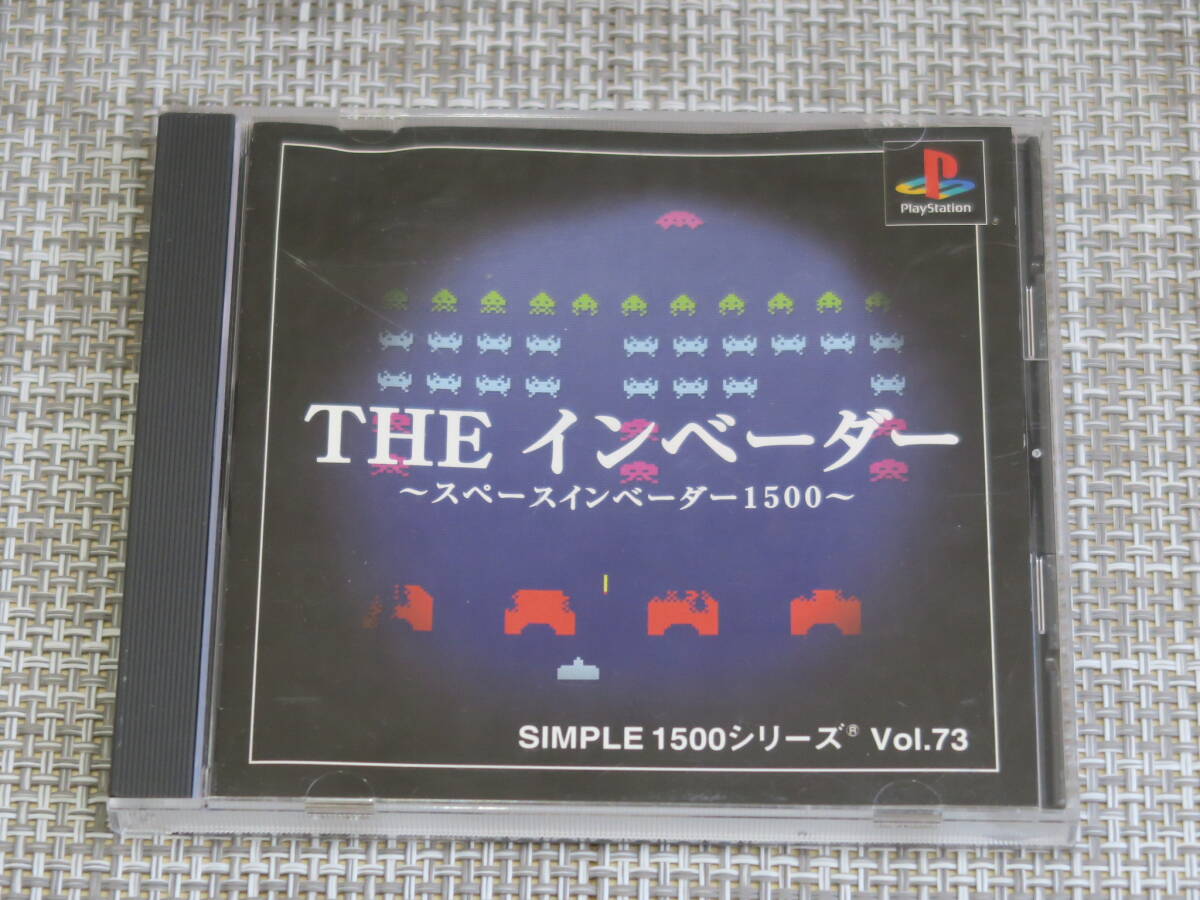 PlayStation
®
THE インベーダー
～スペースインベーダー1500～
SIMPLE 1500シリーズ® Vol.73